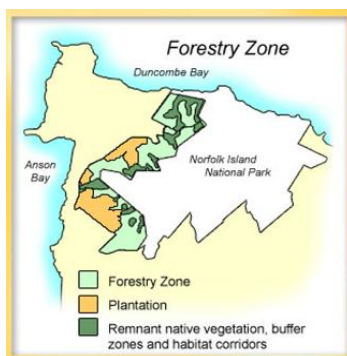 Forestry Zone
Duncombe Bay
Anson
Bay
Norfolk Island
National Park
Forestry Zone
Plantation
Remnant native vegetation, buffer
zones and habitat corridors